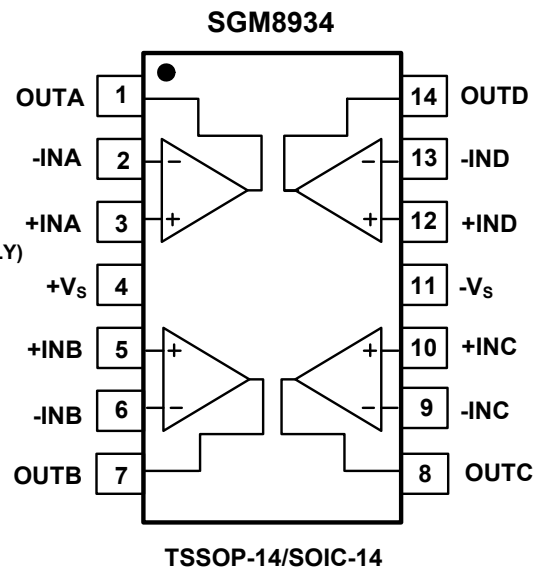 SGM8934
OUTA 1 14 OUTD
-INA 2 − − 13 -IND
+INA 3 + + 12 +IND
LY)
+VS 4 11 -VS
+INB 5 + + 10 +INC
-INB 6 − − 9 -INC
OUTB 7 8 OUTC
TSSOP-14/SOIC-14